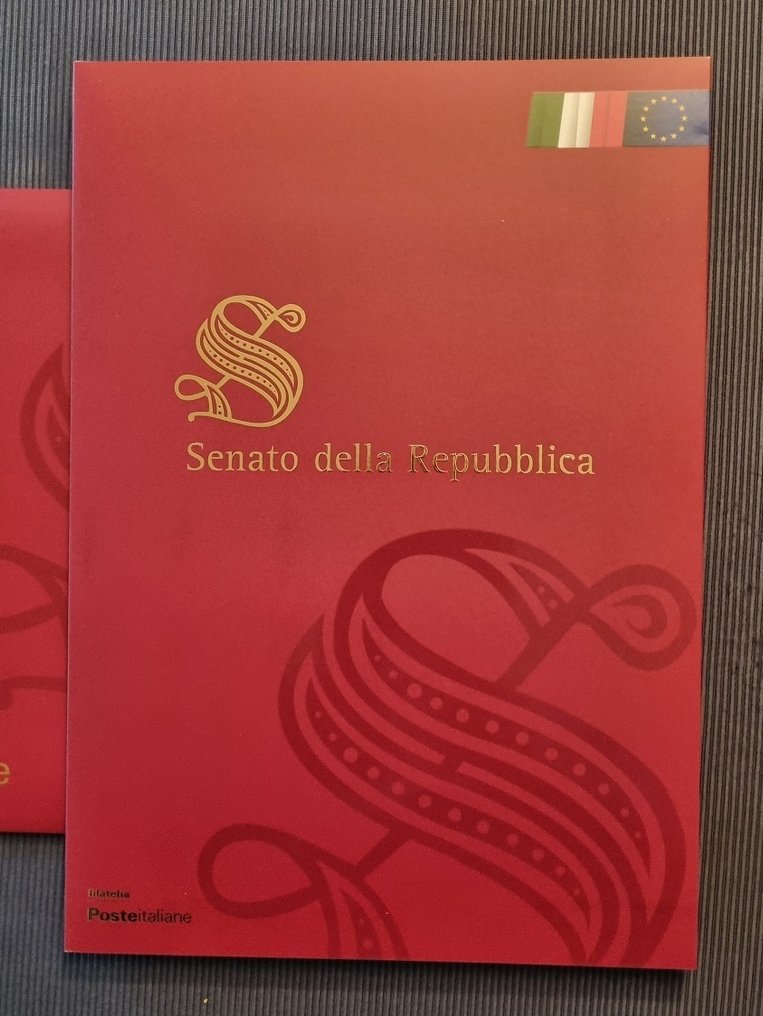 S
Senato della Repubblica
filatelia
Posteitaliane
e